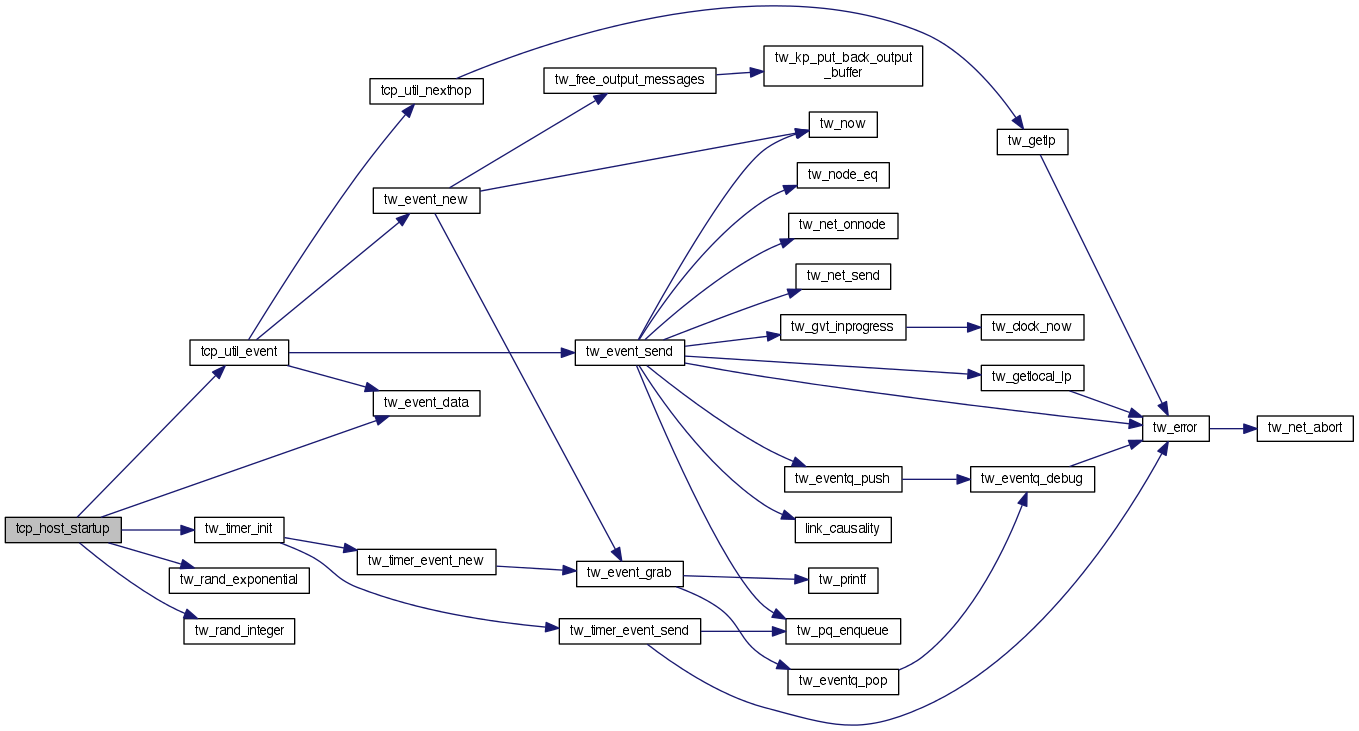 tcp_util_nexthop
tw_free_output_messages
tw_kp_put_back_output
_buffer
tw_now
tw_getlp
tw_node_eq
tw_event_new
tw_net_onnode
tw_net_send
tw_gvt_inprogress
tw_clock_now
tcp_util_event
tw_event_send
tw_getlocal_lp
tw_event_data
tw_error
tw_net_abort
tw_eventq_push
tw_eventq_debug
tcp_host_startup
tw_timer_init
link_causality
tw_timer_event_new
tw_rand_exponential
tw_event_grab
tw_printf
tw_rand_integer
tw_timer_event_send
tw_pq_enqueue
tw_eventq_pop